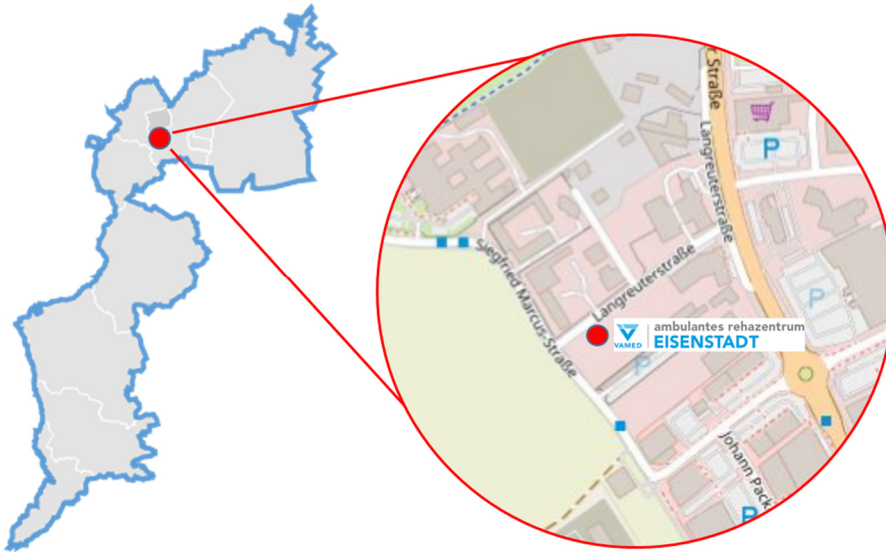 r Straße
Langreuterstraße
P
Siegfried Marcus-Straße
Langreuterstraße
P
VAMED
ambulantes rehazentrum
EISENSTADT
P
Johann Pack
P